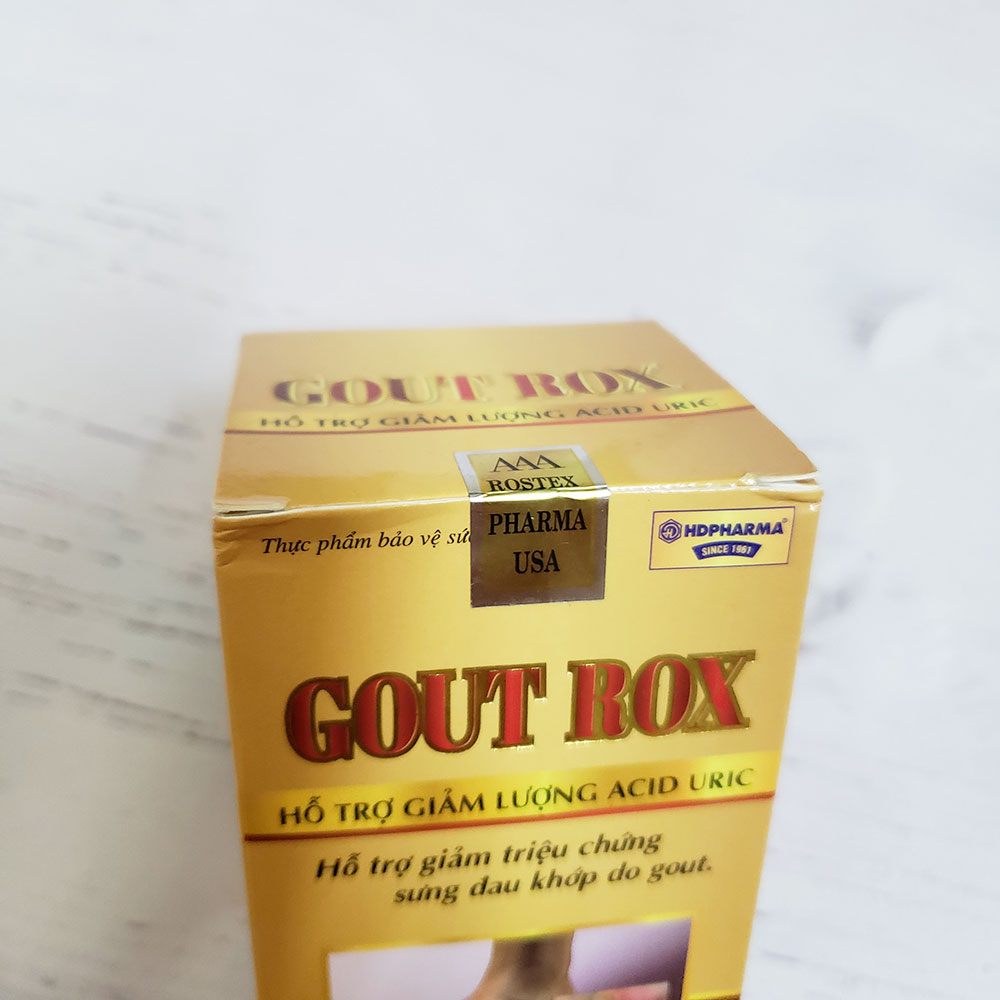 GOUT ROX
HỖ TRỢ GIẢM LƯỢNG ACID URIC
AAA
ROSTEX
PHARMA
USA
Thực phẩm bảo vệ
HDPHARMA®
SINCE 1961
GOUT ROX
HỖ TRỢ GIẢM LƯỢNG ACID URIC
Hỗ trợ giảm triệu chứng
sưng đau khớp do gout.